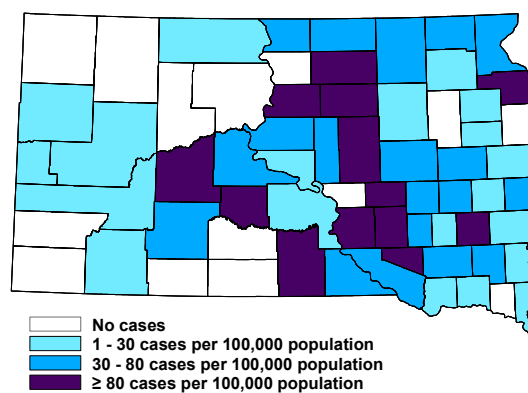 No cases
1 - 30 cases per 100,000 population
30 - 80 cases per 100,000 population
≥ 80 cases per 100,000 population